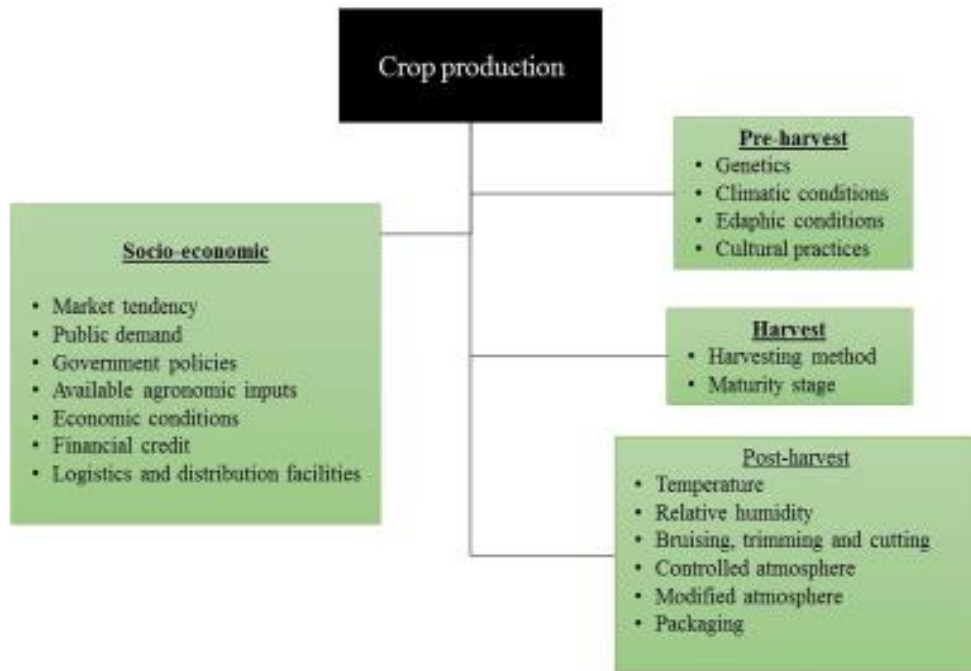 Crop production
Pre-harvest
• Genetics
• Climatic conditions
• Edaphic conditions
• Cultural practices
Socio-economic
• Market tendency
• Public demand
• Government policies
• Available agronomic inputs
• Economic conditions
• Financial credit
• Logistics and distribution facilities
Harvest
• Harvesting method
• Maturity stage
Post-harvest
• Temperature
• Relative humidity
• Bruising, trimming and cutting
• Controlled atmosphere
• Modified atmosphere
• Packaging